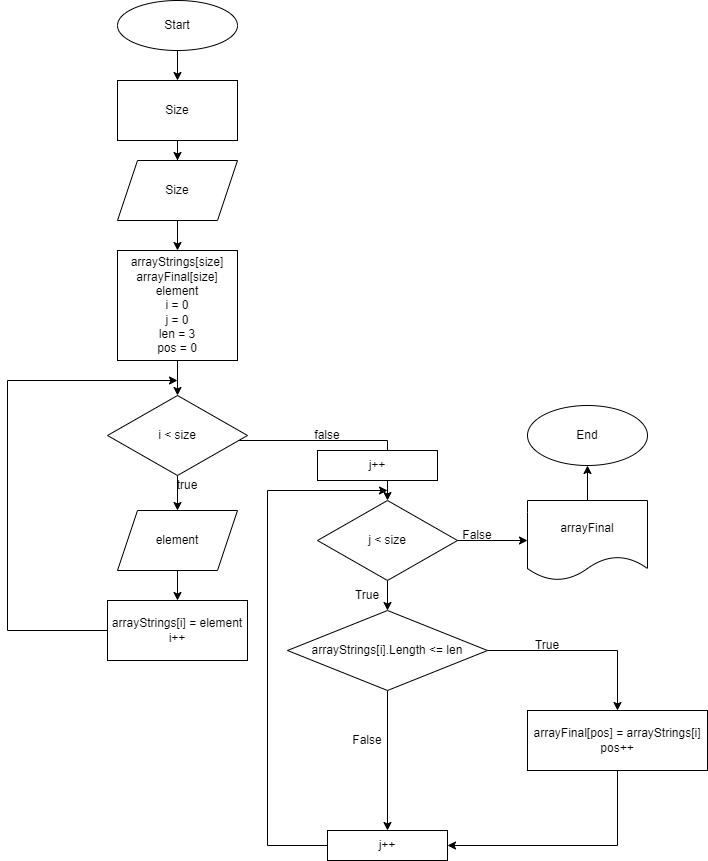 Start
Size
Size
arrayStrings[size]
arrayFinal[size]
element
i = 0
j = 0
len = 3
pos = 0
i < size
false
true
element
arrayStrings[i] = element
i++
j++
j < size
False
arrayFinal
End
True
arrayStrings[i].Length <= len
True
arrayFinal[pos] = arrayStrings[i]
pos++
False
j++